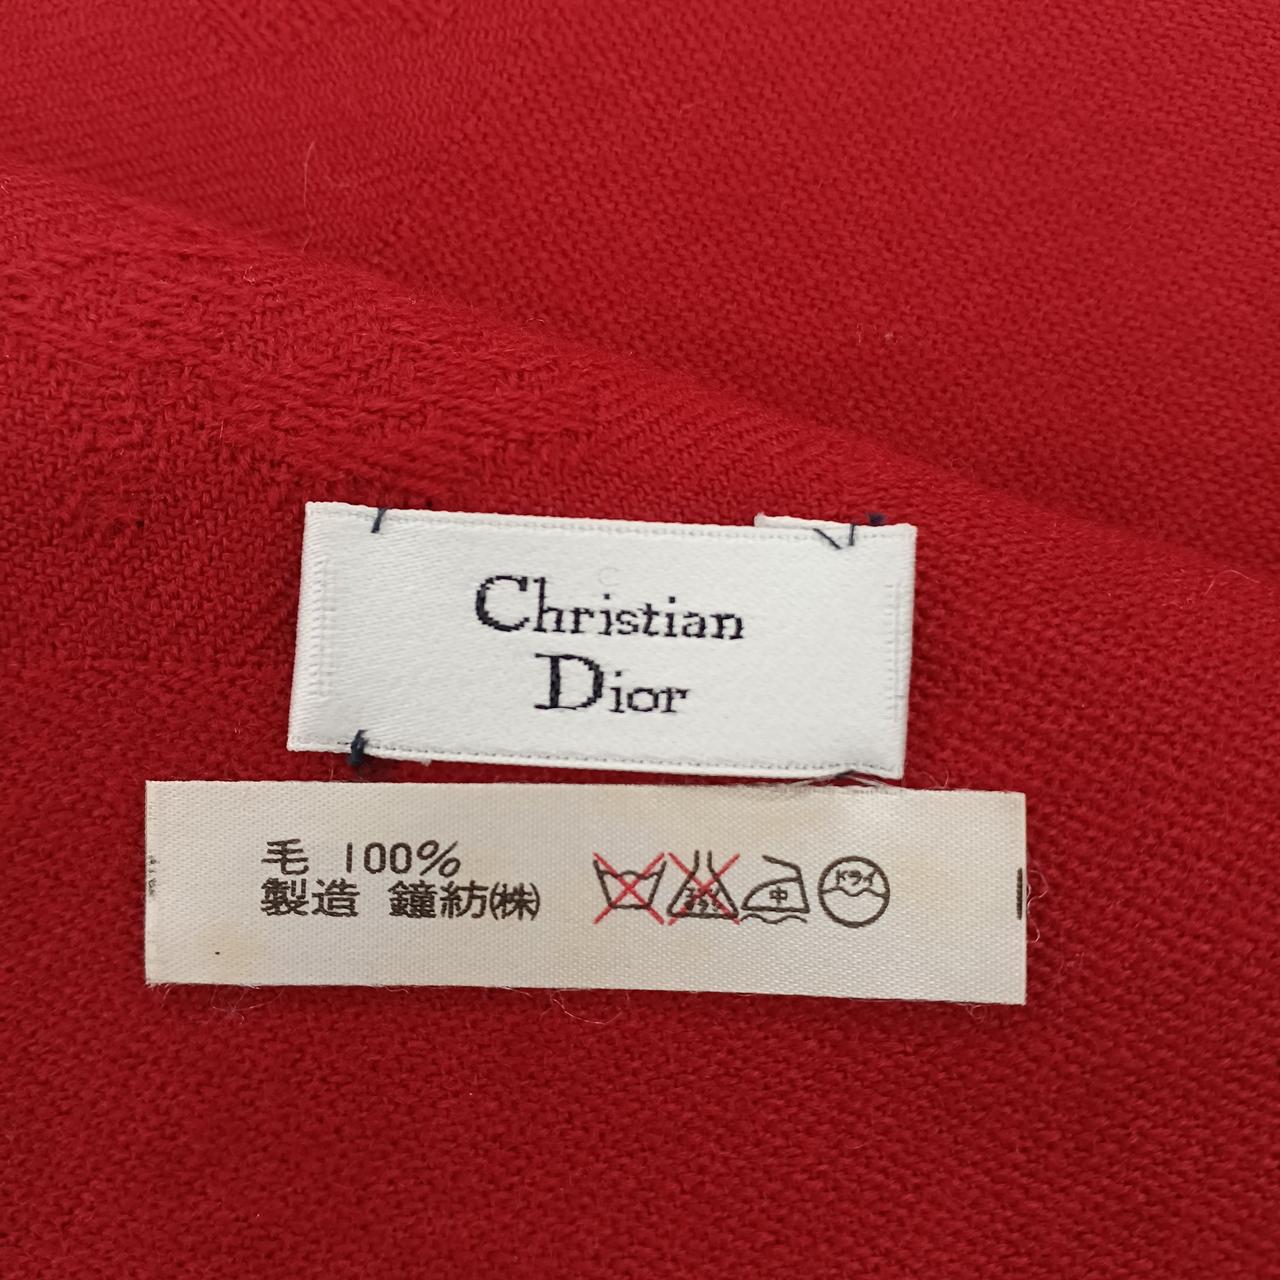 Christian
Dior
毛 100%
製造 鐘紡㈱
中
ドライ